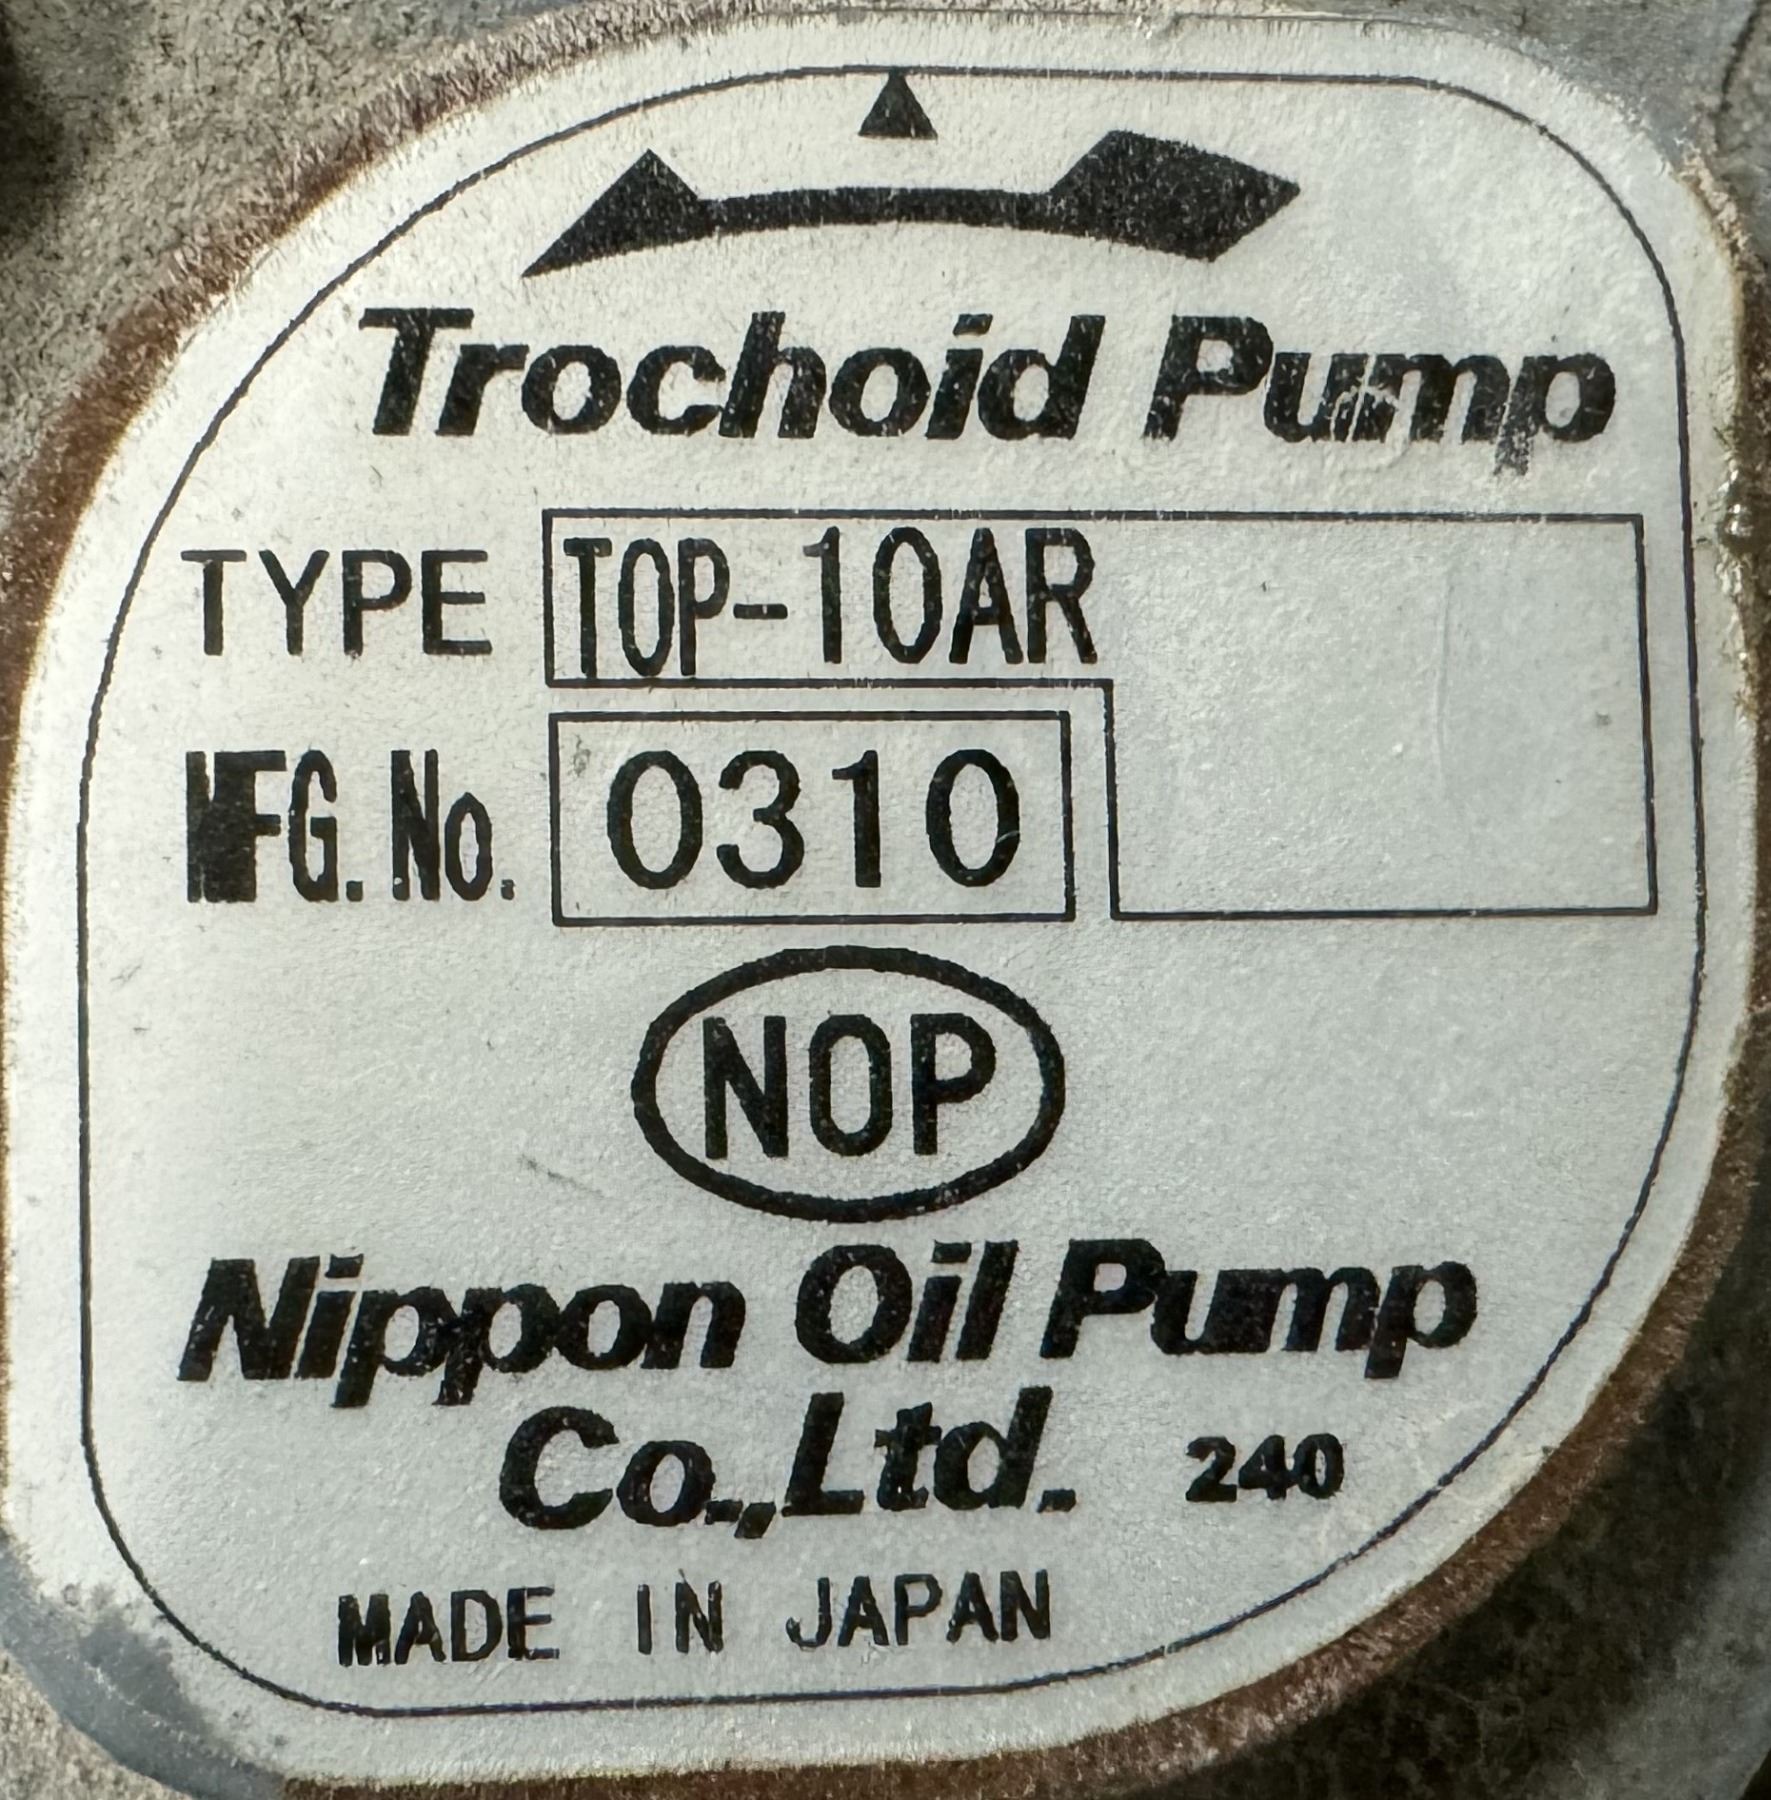 Trochoid Pump
TYPE TOP-10AR
MFG. No. 0310
NOP
Nippon Oil Pump
Co.,Ltd. 240
MADE IN JAPAN